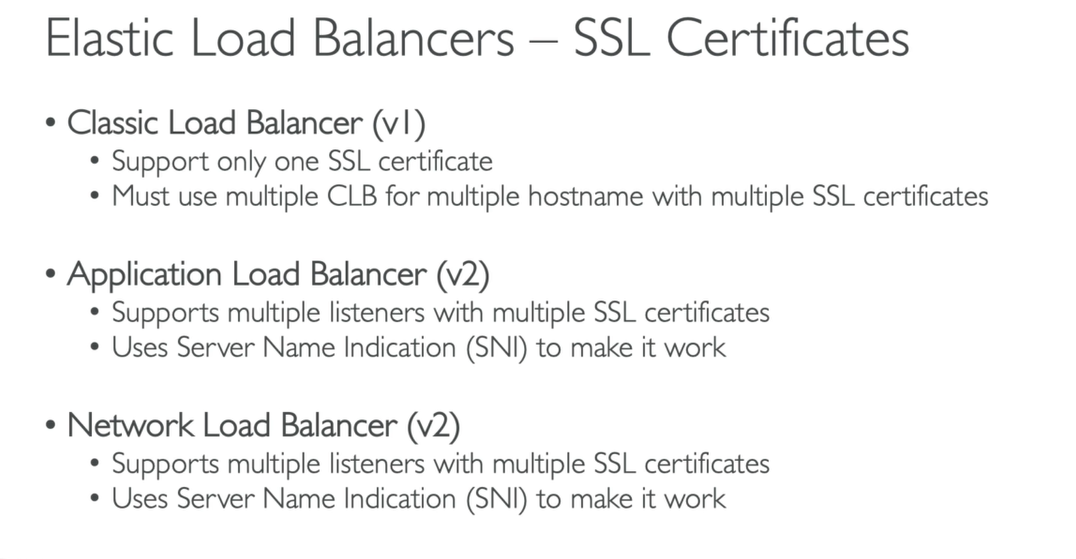 Elastic Load Balancers – SSL Certificates
• Classic Load Balancer (v1)
• Support only one SSL certificate
• Must use multiple CLB for multiple hostname with multiple SSL certificates
• Application Load Balancer (v2)
• Supports multiple listeners with multiple SSL certificates
• Uses Server Name Indication (SNI) to make it work
• Network Load Balancer (v2)
• Supports multiple listeners with multiple SSL certificates
• Uses Server Name Indication (SNI) to make it work